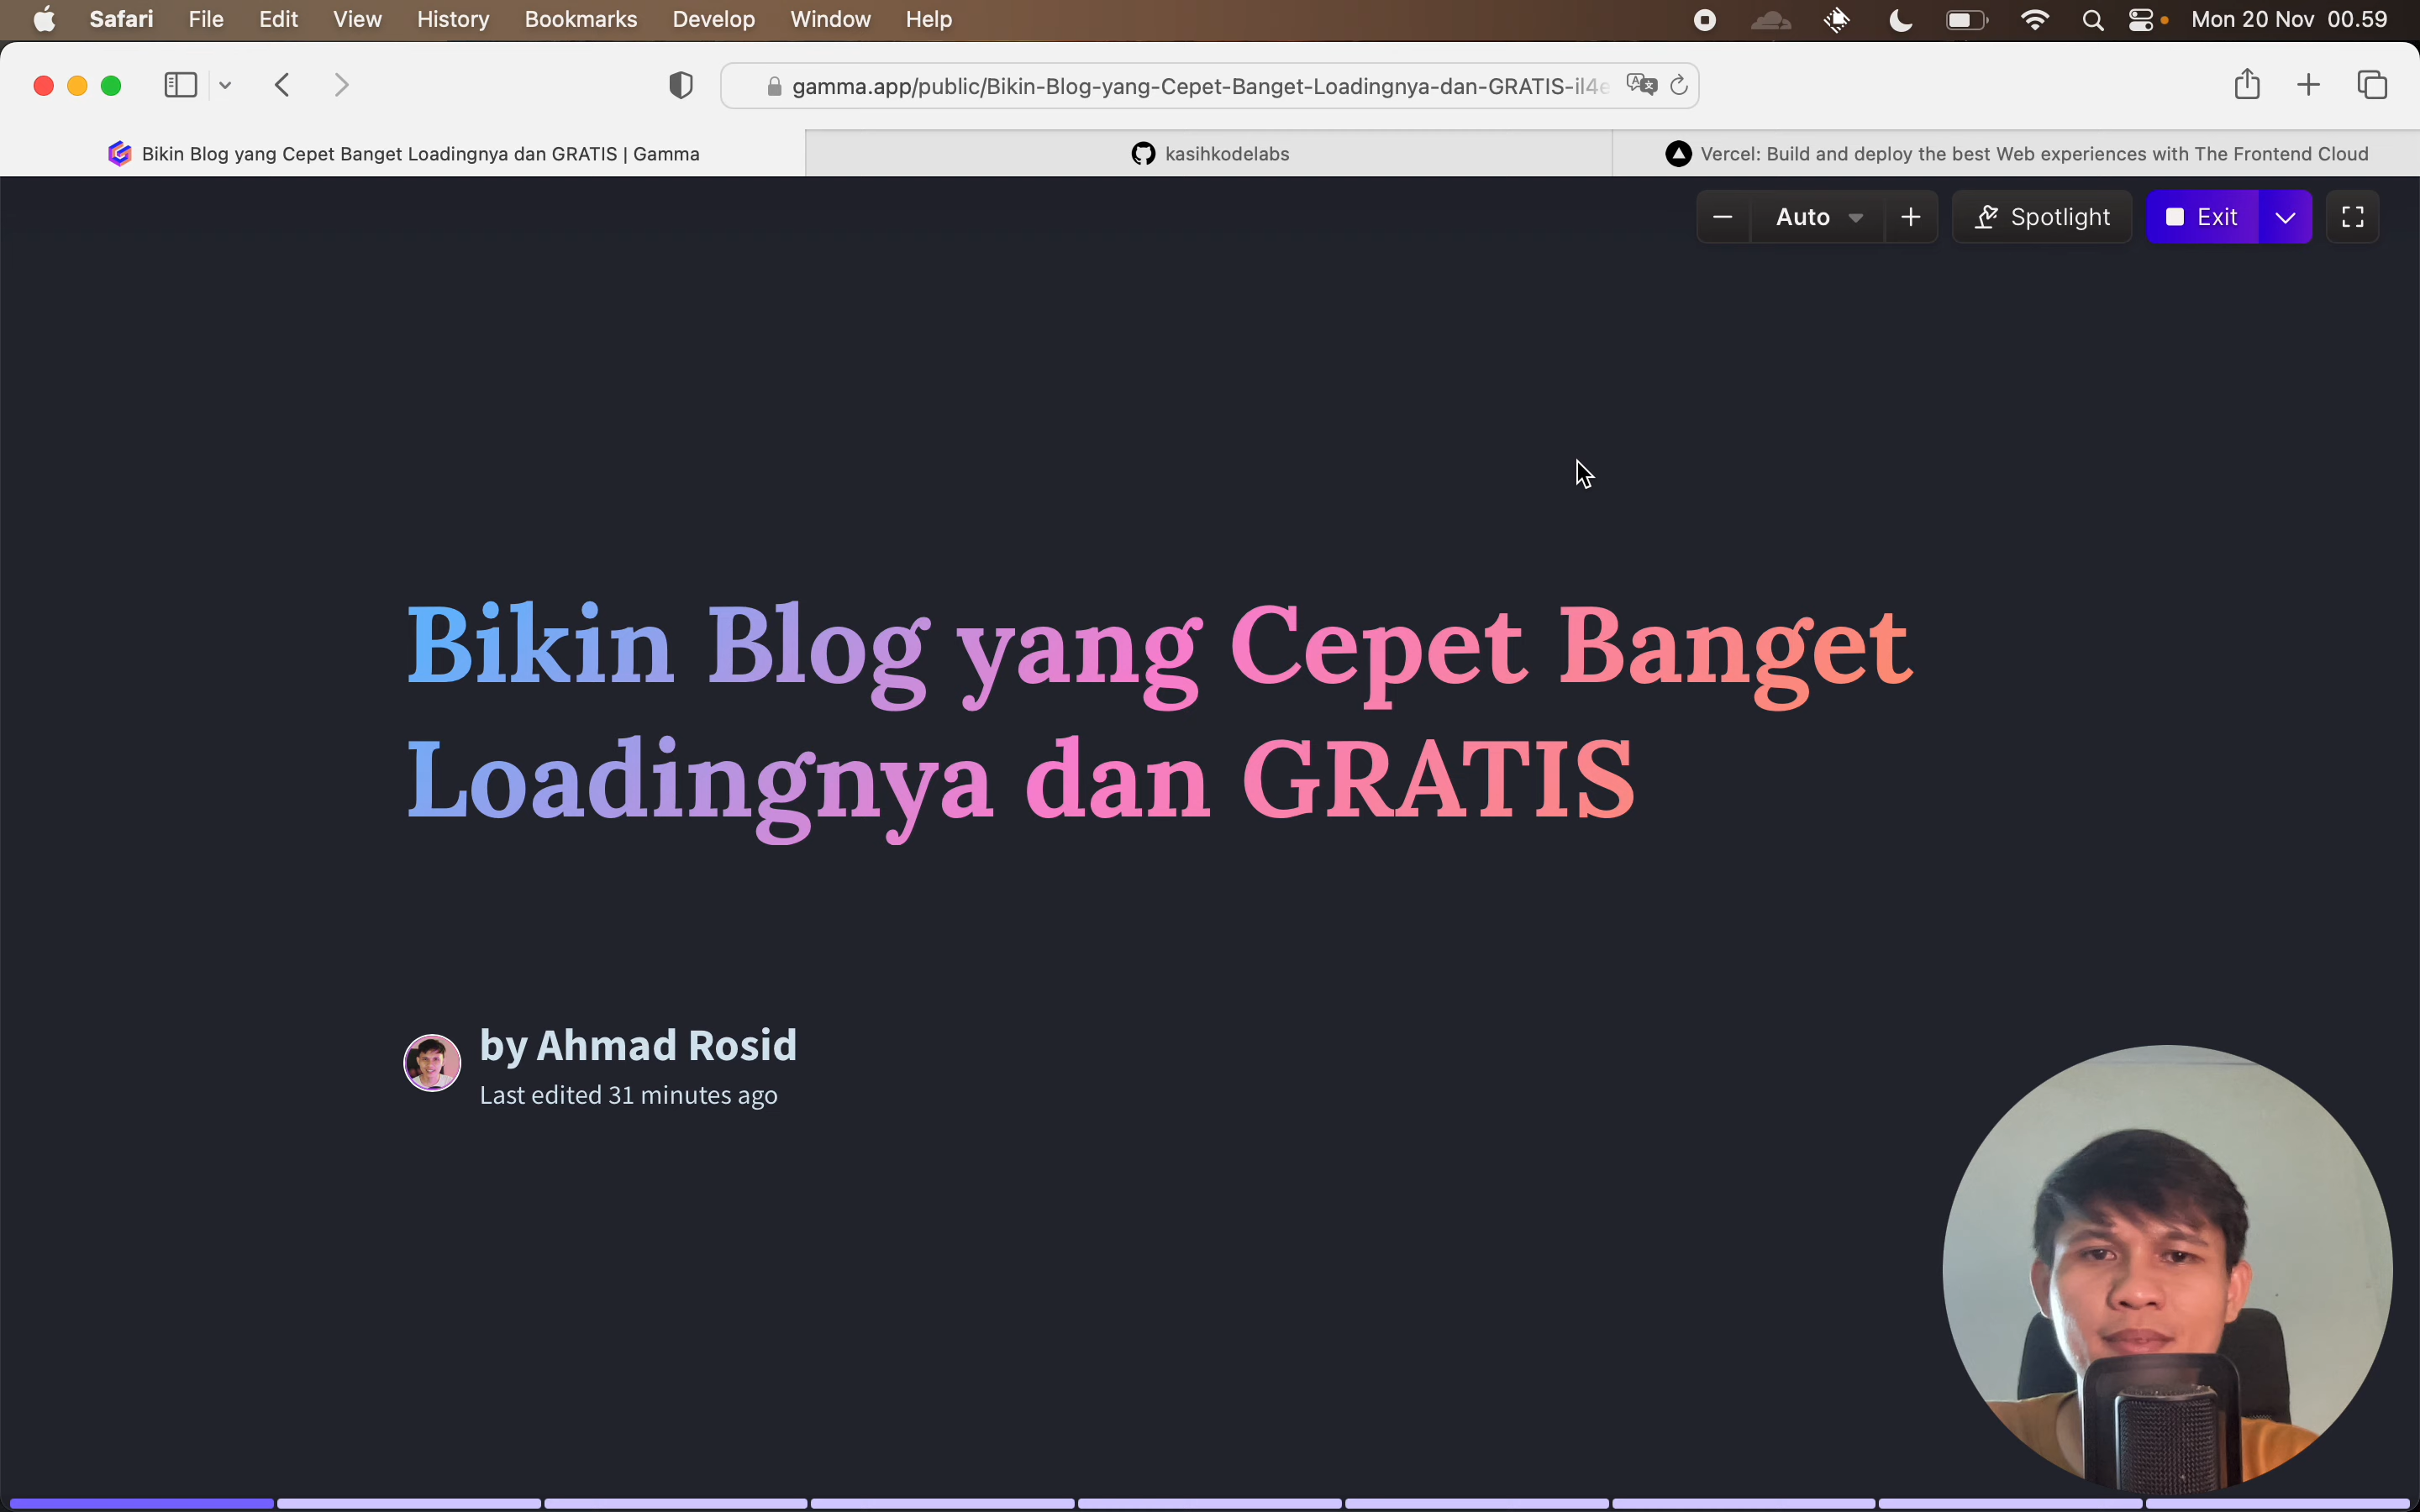 Safari File Edit View History Bookmarks Develop Window Help Mon 20 Nov 00.59
gamma.app/public/Bikin-Blog-yang-Cepet-Banget-Loadingnya-dan-GRATIS-il4e
Bikin Blog yang Cepet Banget Loadingnya dan GRATIS | Gamma
kasihkodelabs
Vercel: Build and deploy the best Web experiences with The Frontend Cloud
Auto Spotlight Exit
Bikin Blog yang Cepet Banget
Loadingnya dan GRATIS
by Ahmad Rosid
Last edited 31 minutes ago